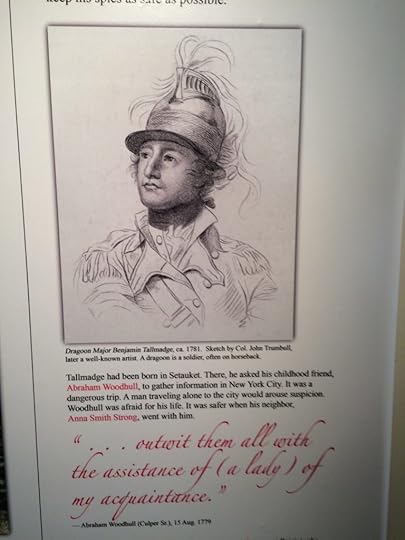 keep his spies as safe as possible.
Dragoon Major Benjamin Tallmadge, ca. 1781. Sketch by Col. John Trumbull,
later a well-known artist. A dragoon is a soldier, often on horseback.
Tallmadge had been born in Setauket. There, he asked his childhood friend,
Abraham Woodhull, to gather information in New York City. It was a
dangerous trip. A man traveling alone to the city would arouse suspicion.
Woodhull was afraid for his life. It was safer when his neighbor,
Anna Smith Strong, went with him.
“. . . outwit them all with
the assistance of (a lady) of
my acquaintance.”
— Abraham Woodhull (Culper Sr.), 15 Aug. 1779